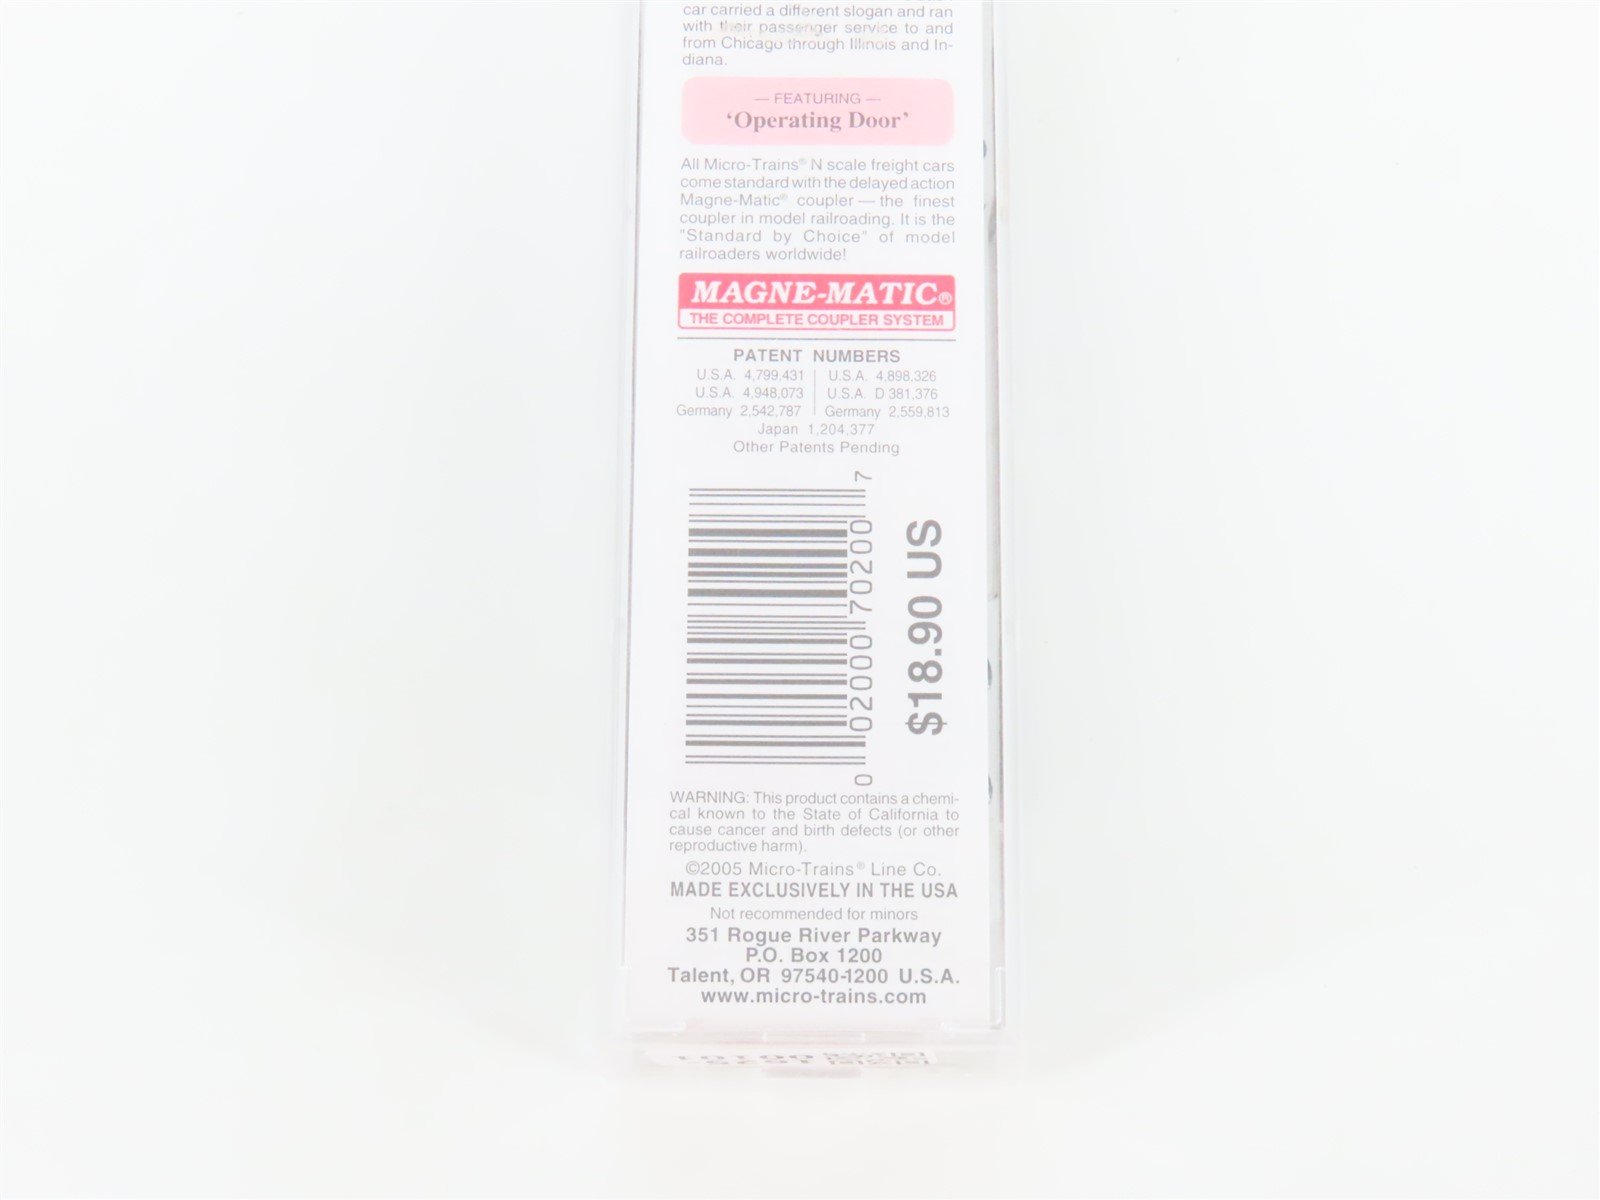 car carried a different slogan and ran
with their passenger service to and
from Chicago through Illinois and In-
diana.
— FEATURING —
‘Operating Door’
All Micro-Trains® N scale freight cars
come standard with the delayed action
Magne-Matic® coupler — the finest
coupler in model railroading. It is the
"Standard by Choice" of model
railroaders worldwide!
MAGNE-MATIC®
THE COMPLETE COUPLER SYSTEM
PATENT NUMBERS
U.S.A. 4,799,431 | U.S.A. 4,898,326
U.S.A. 4,948,073 | U.S.A. D 381,376
Germany 2,542,787 | Germany 2,559,813
Japan 1,204,377
Other Patents Pending
0 02000 70200 7
$18.90 US
WARNING: This product contains a chemi-
cal known to the State of California to
cause cancer and birth defects (or other
reproductive harm).
©2005 Micro-Trains® Line Co.
MADE EXCLUSIVELY IN THE USA
Not recommended for minors
351 Rogue River Parkway
P.O. Box 1200
Talent, OR 97540-1200 U.S.A.
www.micro-trains.com